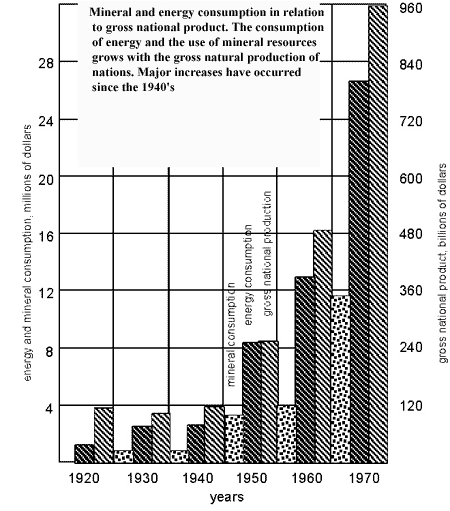 Mineral and energy consumption in relation
to gross national product. The consumption
of energy and the use of mineral resources
grows with the gross natural production of
nations. Major increases have occurred
since the 1940's
960
28
840
24
720
20
600
16
480
12
360
8
240
4
120
energy and mineral consumption, millions of dollars
mineral consumption
energy consumption
gross national production
gross national product, billions of dollars
1920 1930 1940 1950 1960 1970
years